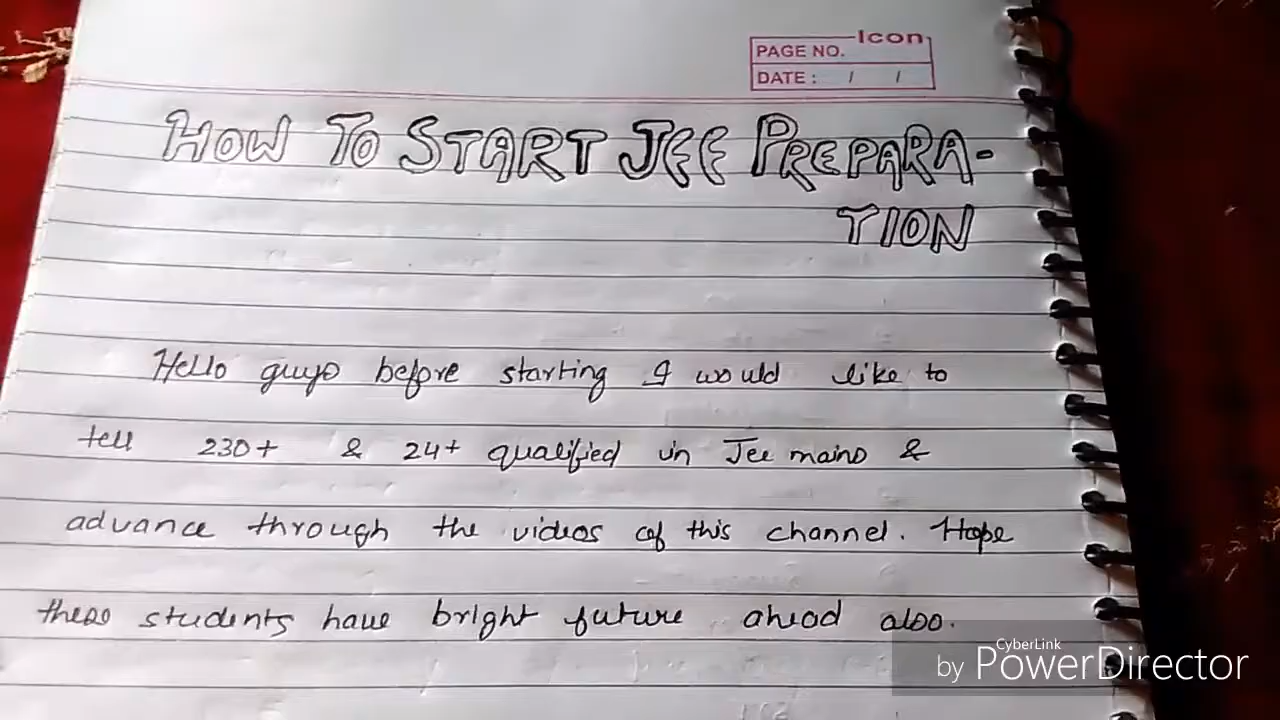 Icon
PAGE NO.
DATE : / /
HOW TO START JEE PREPARA-
TION
Hello guys before starting I would like to
tell 230+ & 24+ qualified in Jee mains &
advance through the videos of this channel. Hope
these students have bright future ahead also.
CyberLink
by PowerDirector